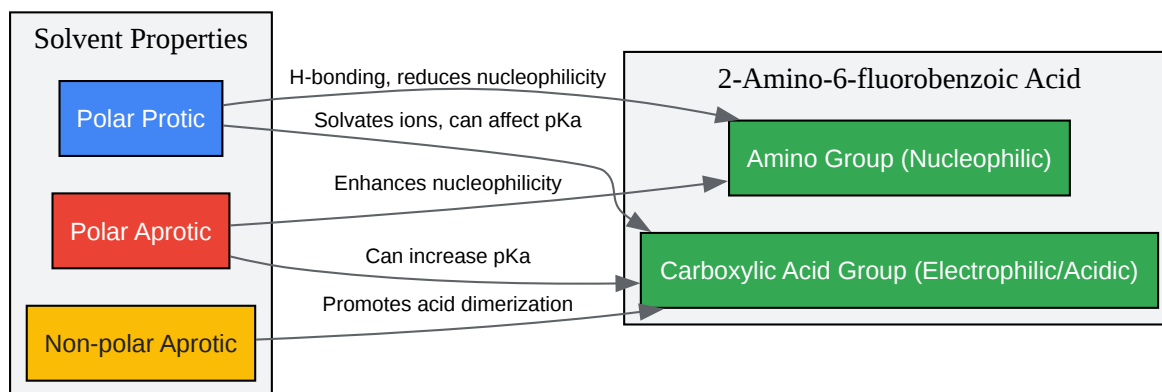 Solvent Properties
Polar Protic
Polar Aprotic
Non-polar Aprotic
H-bonding, reduces nucleophilicity
Solvates ions, can affect pKa
Enhances nucleophilicity
Can increase pKa
Promotes acid dimerization
2-Amino-6-fluorobenzoic Acid
Amino Group (Nucleophilic)
Carboxylic Acid Group (Electrophilic/Acidic)